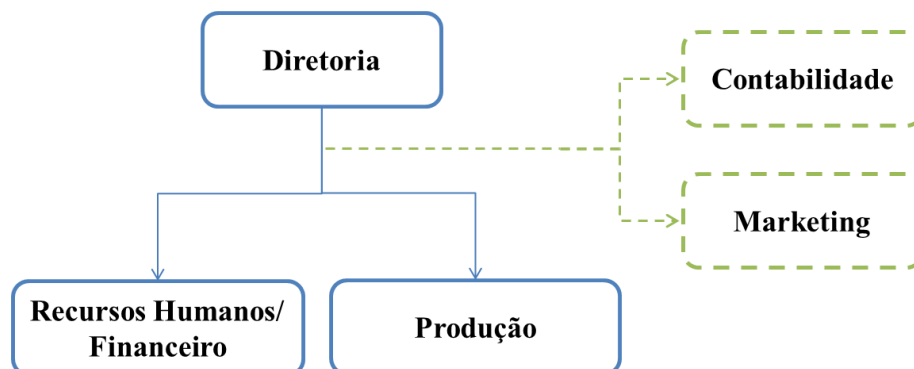 Diretoria
Contabilidade
Marketing
Recursos Humanos/
Financeiro
Produção